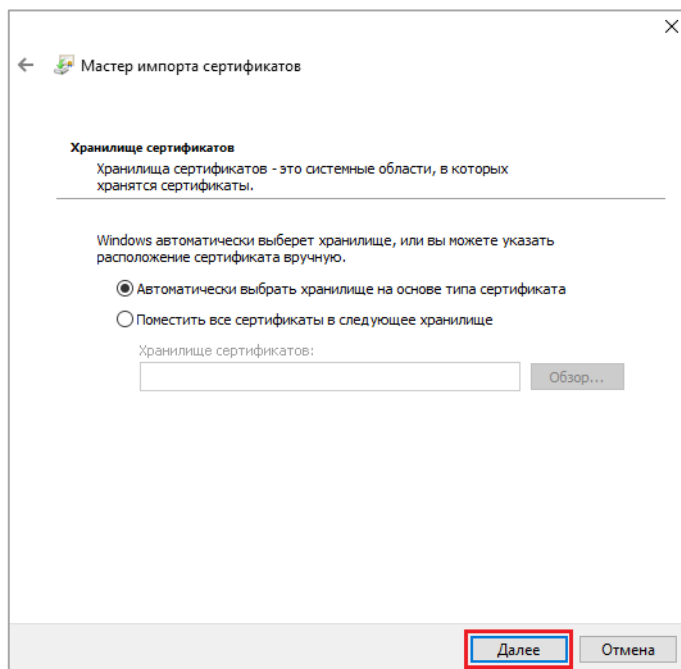 Мастер импорта сертификатов
Хранилище сертификатов
Хранилища сертификатов - это системные области, в которых
хранятся сертификаты.
Windows автоматически выберет хранилище, или вы можете указать
расположение сертификата вручную.
Автоматически выбрать хранилище на основе типа сертификата
Поместить все сертификаты в следующее хранилище
Хранилище сертификатов:
Обзор...
Далее
Отмена